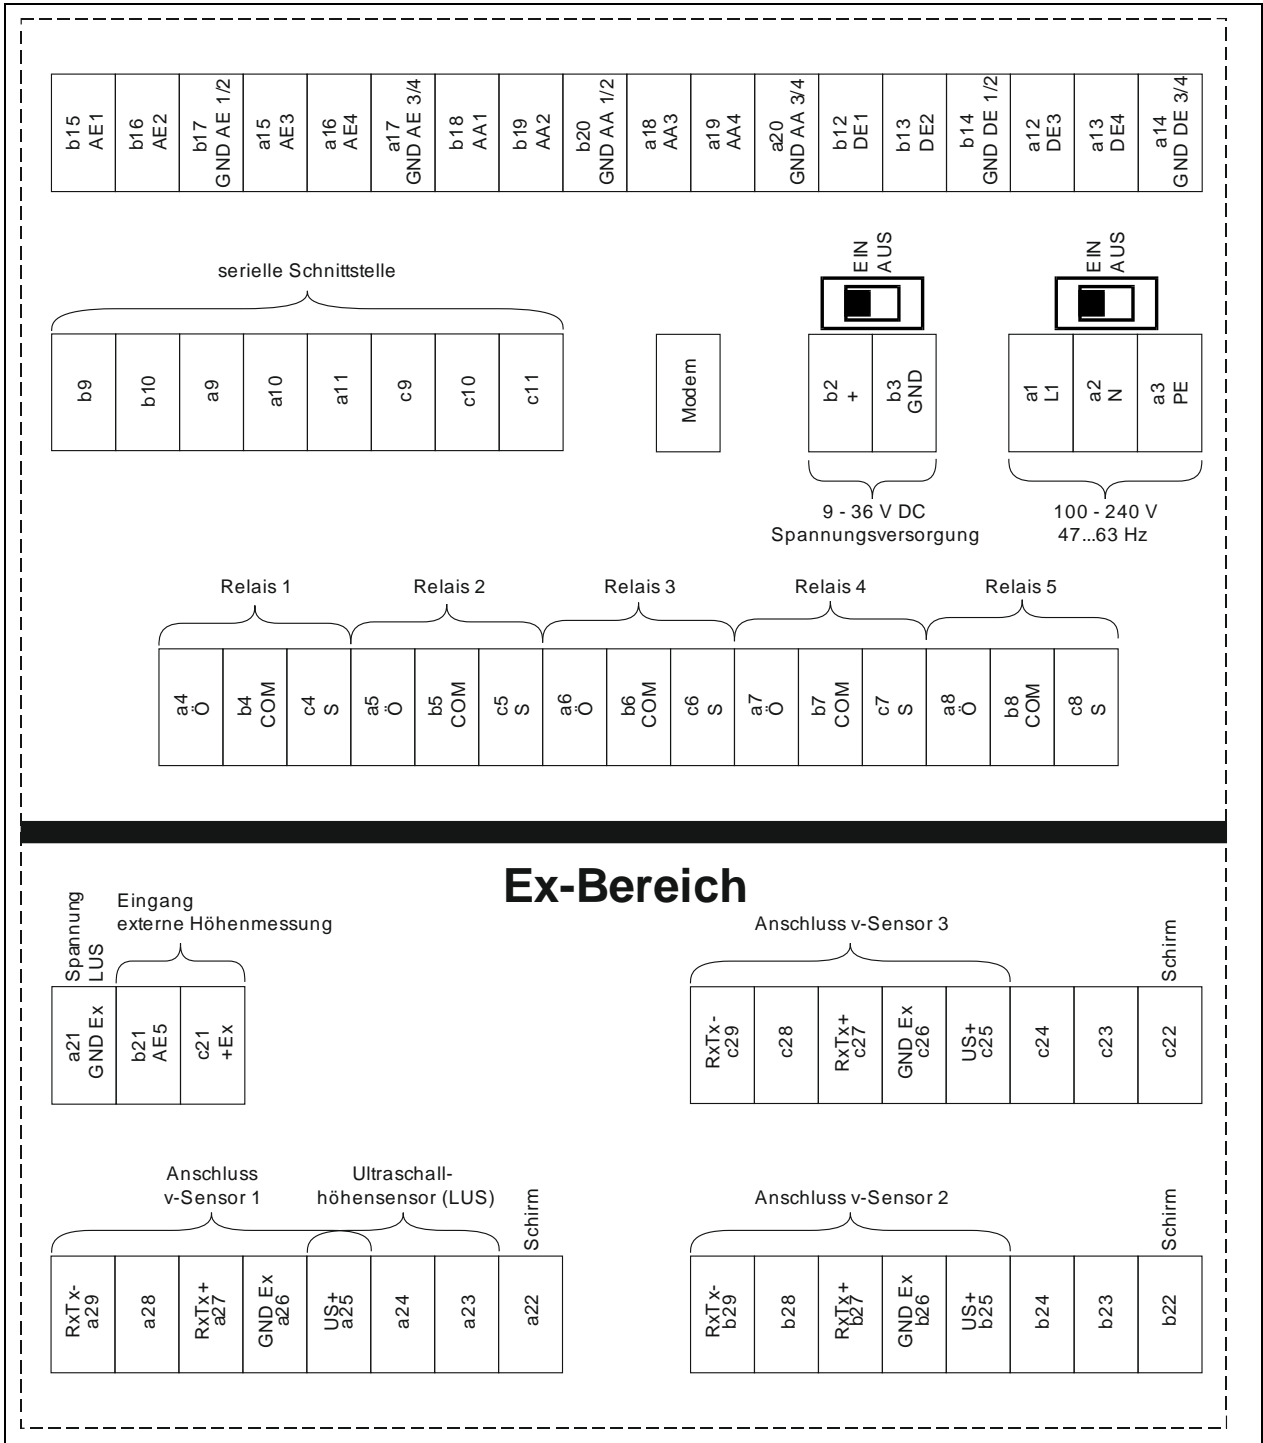 b15
AE1
b16
AE2
b17
GND AE 1/2
a15
AE3
a16
AE4
a17
GND AE 3/4
b18
AA1
b19
AA2
b20
GND AA 1/2
a18
AA3
a19
AA4
a20
GND AA 3/4
b12
DE1
b13
DE2
b14
GND DE 1/2
a12
DE3
a13
DE4
a14
GND DE 3/4
serielle Schnittstelle
b9
b10
a9
a10
a11
c9
c10
c11
Modem
EIN
AUS
b2
+
b3
GND
9 - 36 V DC
Spannungsversorgung
EIN
AUS
a1
L1
a2
N
a3
PE
100 - 240 V
47...63 Hz
Relais 1
Relais 2
Relais 3
Relais 4
Relais 5
a4
Ö
b4
COM
c4
S
a5
Ö
b5
COM
c5
S
a6
Ö
b6
COM
c6
S
a7
Ö
b7
COM
c7
S
a8
Ö
b8
COM
c8
S
Ex-Bereich
Spannung
LUS
Eingang
externe Höhenmessung
a21
GND Ex
b21
AE5
c21
+Ex
Anschluss v-Sensor 3
Schirm
RxTx-
c29
c28
RxTx+
c27
GND Ex
c26
US+
c25
c24
c23
c22
Anschluss
v-Sensor 1
Ultraschall-
höhensensor (LUS)
Schirm
RxTx-
a29
a28
RxTx+
a27
GND Ex
a26
US+
a25
a24
a23
a22
Anschluss v-Sensor 2
Schirm
RxTx-
b29
b28
RxTx+
b27
GND Ex
b26
US+
b25
b24
b23
b22